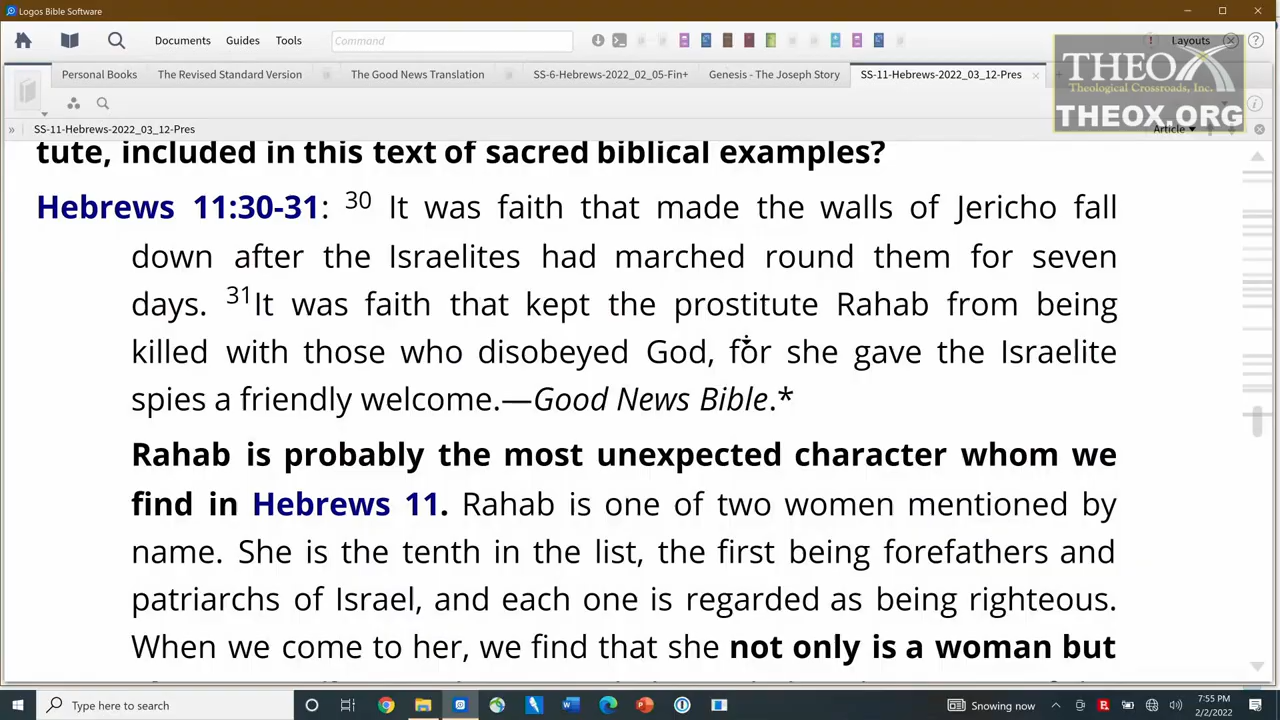 Logos Bible Software
Documents Guides Tools Command Layouts
Personal Books The Revised Standard Version The Good News Translation SS-6-Hebrews-2022_02_05-Fin+ Genesis - The Joseph Story SS-11-Hebrews-2022_03_12-Pres
THEOX
Theological Crossroads, Inc.
THEOX.ORG
SS-11-Hebrews-2022_03_12-Pres Article
tute, included in this text of sacred biblical examples?
Hebrews 11:30-31: 30 It was faith that made the walls of Jericho fall
down after the Israelites had marched round them for seven
days. 31It was faith that kept the prostitute Rahab from being
killed with those who disobeyed God, for she gave the Israelite
spies a friendly welcome.—Good News Bible.*
Rahab is probably the most unexpected character whom we
find in Hebrews 11. Rahab is one of two women mentioned by
name. She is the tenth in the list, the first being forefathers and
patriarchs of Israel, and each one is regarded as being righteous.
When we come to her, we find that she not only is a woman but
Type here to search Snowing now 7:55 PM
2/2/2022